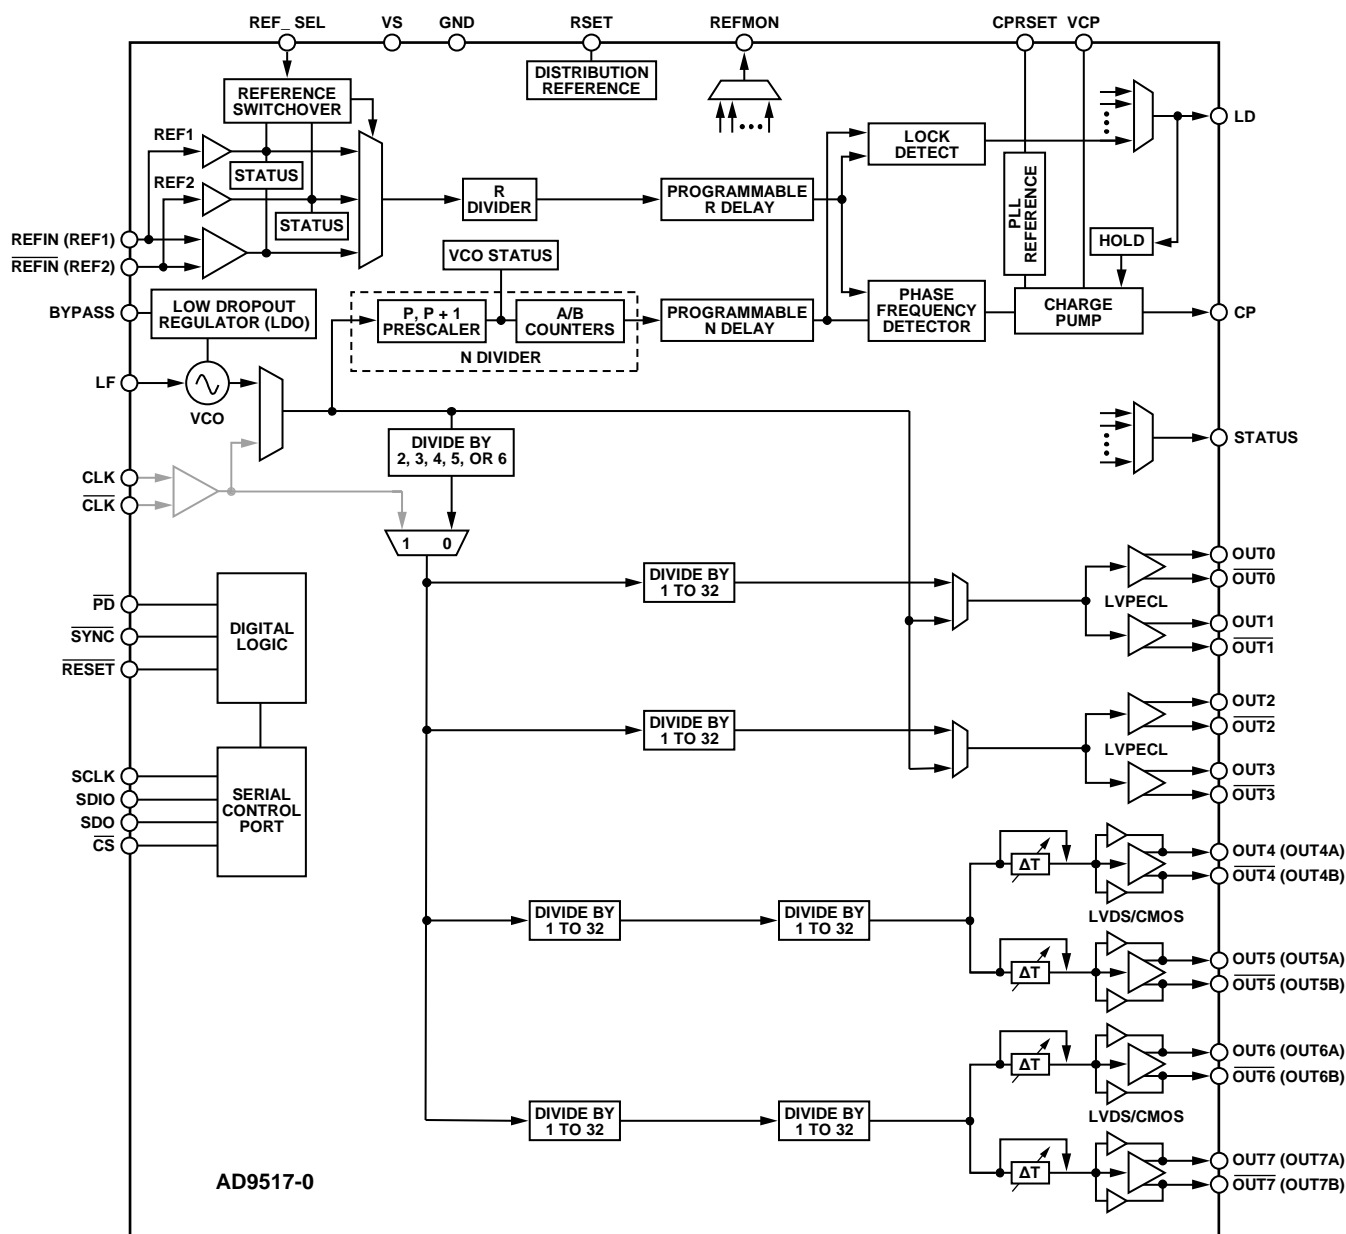 REF_ SEL
VS
GND
RSET
REFMON
CPRSET
VCP
DISTRIBUTION
REFERENCE
REFERENCE
SWITCHOVER
REF1
STATUS
REF2
STATUS
R
DIVIDER
PROGRAMMABLE
R DELAY
LOCK
DETECT
PLL
REFERENCE
HOLD
LD
REFIN (REF1)
REFIN (REF2)
BYPASS
LOW DROPOUT
REGULATOR (LDO)
VCO STATUS
P, P + 1
PRESCALER
A/B
COUNTERS
N DIVIDER
PROGRAMMABLE
N DELAY
PHASE
FREQUENCY
DETECTOR
CHARGE
PUMP
CP
LF
VCO
DIVIDE BY
2, 3, 4, 5, OR 6
STATUS
CLK
CLK
1 0
DIVIDE BY
1 TO 32
LVPECL
OUT0
OUT0
OUT1
OUT1
PD
SYNC
RESET
DIGITAL
LOGIC
DIVIDE BY
1 TO 32
LVPECL
OUT2
OUT2
OUT3
OUT3
SCLK
SDIO
SDO
CS
SERIAL
CONTROL
PORT
DIVIDE BY
1 TO 32
DIVIDE BY
1 TO 32
ΔT
OUT4 (OUT4A)
OUT4 (OUT4B)
LVDS/CMOS
ΔT
OUT5 (OUT5A)
OUT5 (OUT5B)
DIVIDE BY
1 TO 32
DIVIDE BY
1 TO 32
ΔT
OUT6 (OUT6A)
OUT6 (OUT6B)
LVDS/CMOS
ΔT
OUT7 (OUT7A)
OUT7 (OUT7B)
AD9517-0